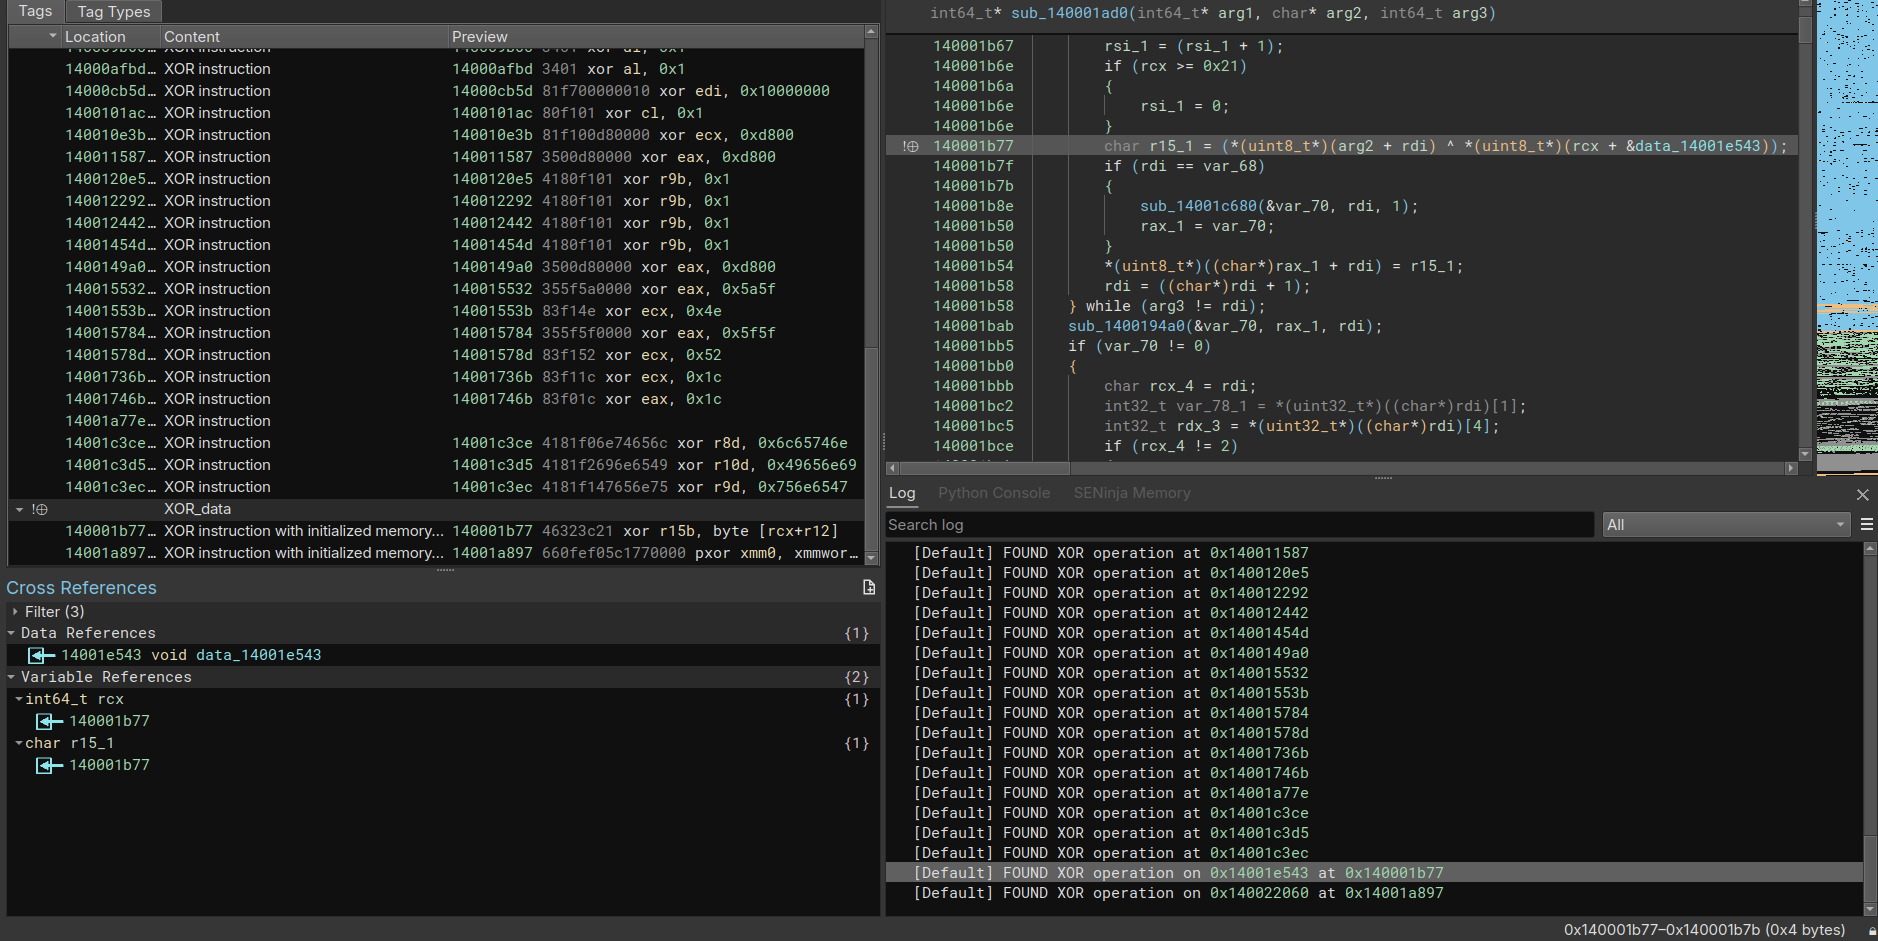 Tags Tag Types
Location Content Preview
14000afbd… XOR instruction 14000afbd 3401 xor al, 0x1
14000cb5d… XOR instruction 14000cb5d 81f700000010 xor edi, 0x10000000
1400101ac… XOR instruction 1400101ac 80f101 xor cl, 0x1
140010e3b… XOR instruction 140010e3b 81f100d80000 xor ecx, 0xd800
140011587… XOR instruction 140011587 3500d80000 xor eax, 0xd800
1400120e5… XOR instruction 1400120e5 4180f101 xor r9b, 0x1
140012292… XOR instruction 140012292 4180f101 xor r9b, 0x1
140012442… XOR instruction 140012442 4180f101 xor r9b, 0x1
14001454d… XOR instruction 14001454d 4180f101 xor r9b, 0x1
1400149a0… XOR instruction 1400149a0 3500d80000 xor eax, 0xd800
140015532… XOR instruction 140015532 355f5a0000 xor eax, 0x5a5f
14001553b… XOR instruction 14001553b 83f14e xor ecx, 0x4e
140015784… XOR instruction 140015784 355f5f0000 xor eax, 0x5f5f
14001578d… XOR instruction 14001578d 83f152 xor ecx, 0x52
14001736b… XOR instruction 14001736b 83f11c xor ecx, 0x1c
14001746b… XOR instruction 14001746b 83f01c xor eax, 0x1c
14001a77e… XOR instruction
14001c3ce… XOR instruction 14001c3ce 4181f06e74656c xor r8d, 0x6c65746e
14001c3d5… XOR instruction 14001c3d5 4181f2696e6549 xor r10d, 0x49656e69
14001c3ec… XOR instruction 14001c3ec 4181f147656e75 xor r9d, 0x756e6547
XOR_data
140001b77… XOR instruction with initialized memory… 140001b77 46323c21 xor r15b, byte [rcx+r12]
14001a897… XOR instruction with initialized memory… 14001a897 660fef05c1770000 pxor xmm0, xmmwor…
Cross References
Filter (3)
Data References {1}
14001e543 void data_14001e543
Variable References {2}
int64_t rcx {1}
140001b77
char r15_1 {1}
140001b77
int64_t* sub_140001ad0(int64_t* arg1, char* arg2, int64_t arg3)
140001b67 rsi_1 = (rsi_1 + 1);
140001b6e if (rcx >= 0x21)
140001b6a {
140001b6e rsi_1 = 0;
140001b6e }
140001b77 char r15_1 = (*(uint8_t*)(arg2 + rdi) ^ *(uint8_t*)(rcx + &data_14001e543));
140001b7f if (rdi == var_68)
140001b7b {
140001b8e sub_14001c680(&var_70, rdi, 1);
140001b50 rax_1 = var_70;
140001b50 }
140001b54 *(uint8_t*)((char*)rax_1 + rdi) = r15_1;
140001b58 rdi = ((char*)rdi + 1);
140001b58 } while (arg3 != rdi);
140001bab sub_1400194a0(&var_70, rax_1, rdi);
140001bb5 if (var_70 != 0)
140001bb0 {
140001bbb char rcx_4 = rdi;
140001bc2 int32_t var_78_1 = *(uint32_t*)((char*)rdi)[1];
140001bc5 int32_t rdx_3 = *(uint32_t*)((char*)rdi)[4];
140001bce if (rcx_4 != 2)
Log Python Console SENinja Memory
Search log All
[Default] FOUND XOR operation at 0x140011587
[Default] FOUND XOR operation at 0x1400120e5
[Default] FOUND XOR operation at 0x140012292
[Default] FOUND XOR operation at 0x140012442
[Default] FOUND XOR operation at 0x14001454d
[Default] FOUND XOR operation at 0x1400149a0
[Default] FOUND XOR operation at 0x140015532
[Default] FOUND XOR operation at 0x14001553b
[Default] FOUND XOR operation at 0x140015784
[Default] FOUND XOR operation at 0x14001578d
[Default] FOUND XOR operation at 0x14001736b
[Default] FOUND XOR operation at 0x14001746b
[Default] FOUND XOR operation at 0x14001a77e
[Default] FOUND XOR operation at 0x14001c3ce
[Default] FOUND XOR operation at 0x14001c3d5
[Default] FOUND XOR operation at 0x14001c3ec
[Default] FOUND XOR operation on 0x14001e543 at 0x140001b77
[Default] FOUND XOR operation on 0x140022060 at 0x14001a897
0x140001b77–0x140001b7b (0x4 bytes)